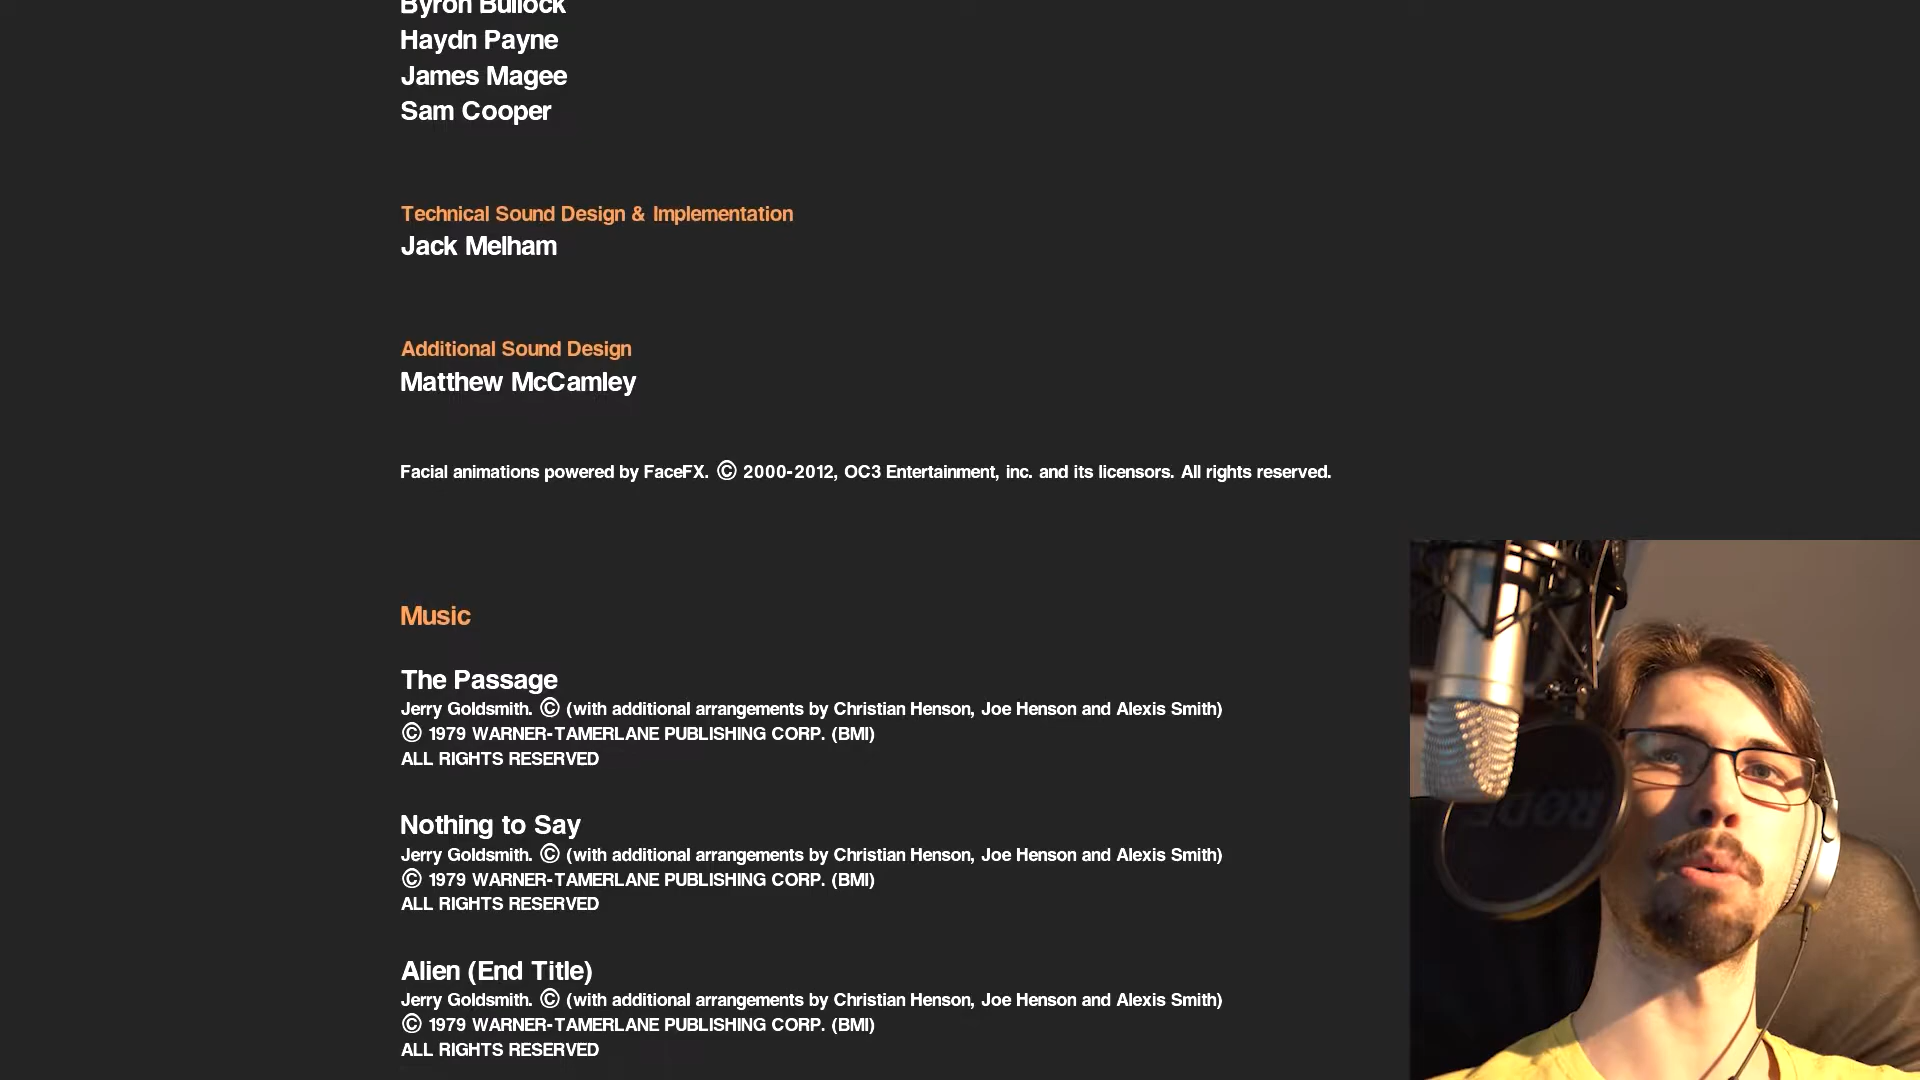 Byron Bullock
Haydn Payne
James Magee
Sam Cooper
Technical Sound Design & Implementation
Jack Melham
Additional Sound Design
Matthew McCamley
Facial animations powered by FaceFX. © 2000-2012, OC3 Entertainment, inc. and its licensors. All rights reserved.
Music
The Passage
Jerry Goldsmith. © (with additional arrangements by Christian Henson, Joe Henson and Alexis Smith)
© 1979 WARNER-TAMERLANE PUBLISHING CORP. (BMI)
ALL RIGHTS RESERVED
Nothing to Say
Jerry Goldsmith. © (with additional arrangements by Christian Henson, Joe Henson and Alexis Smith)
© 1979 WARNER-TAMERLANE PUBLISHING CORP. (BMI)
ALL RIGHTS RESERVED
Alien (End Title)
Jerry Goldsmith. © (with additional arrangements by Christian Henson, Joe Henson and Alexis Smith)
© 1979 WARNER-TAMERLANE PUBLISHING CORP. (BMI)
ALL RIGHTS RESERVED
RØDE